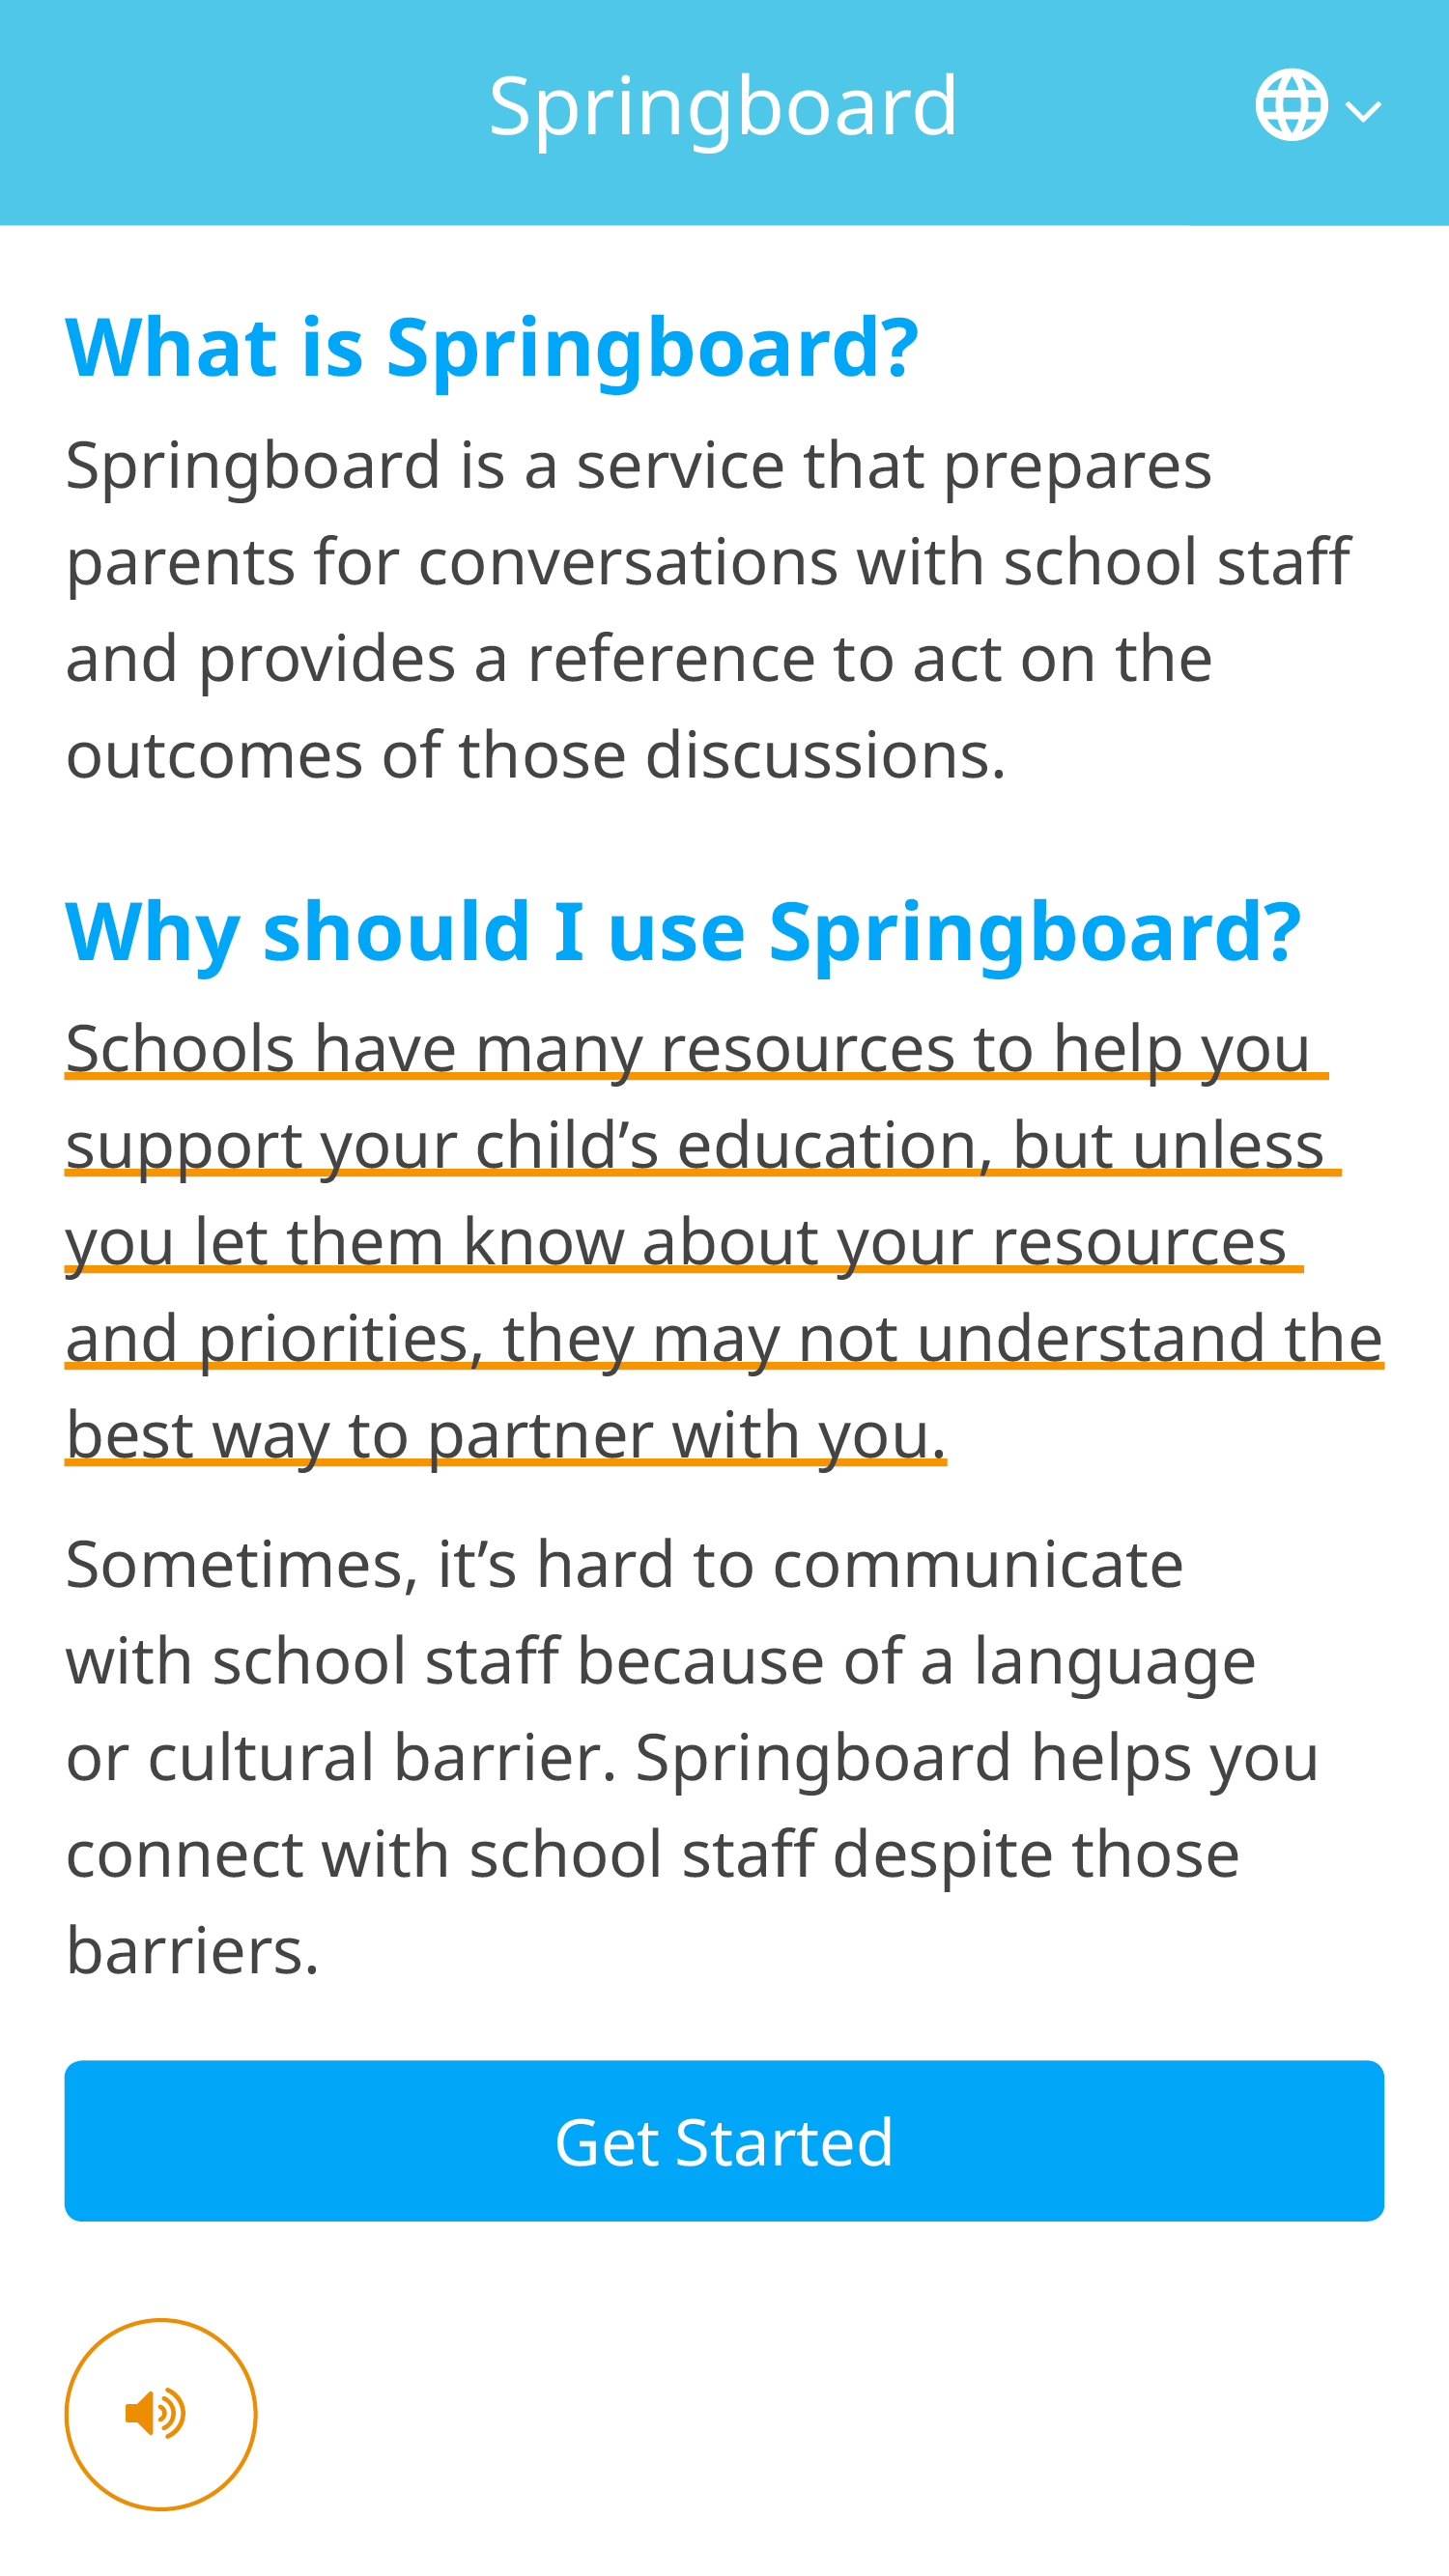 Springboard
What is Springboard?
Springboard is a service that prepares
parents for conversations with school staff
and provides a reference to act on the
outcomes of those discussions.
Why should I use Springboard?
Schools have many resources to help you
support your child’s education, but unless
you let them know about your resources
and priorities, they may not understand the
best way to partner with you.
Sometimes, it’s hard to communicate
with school staff because of a language
or cultural barrier. Springboard helps you
connect with school staff despite those
barriers.
Get Started